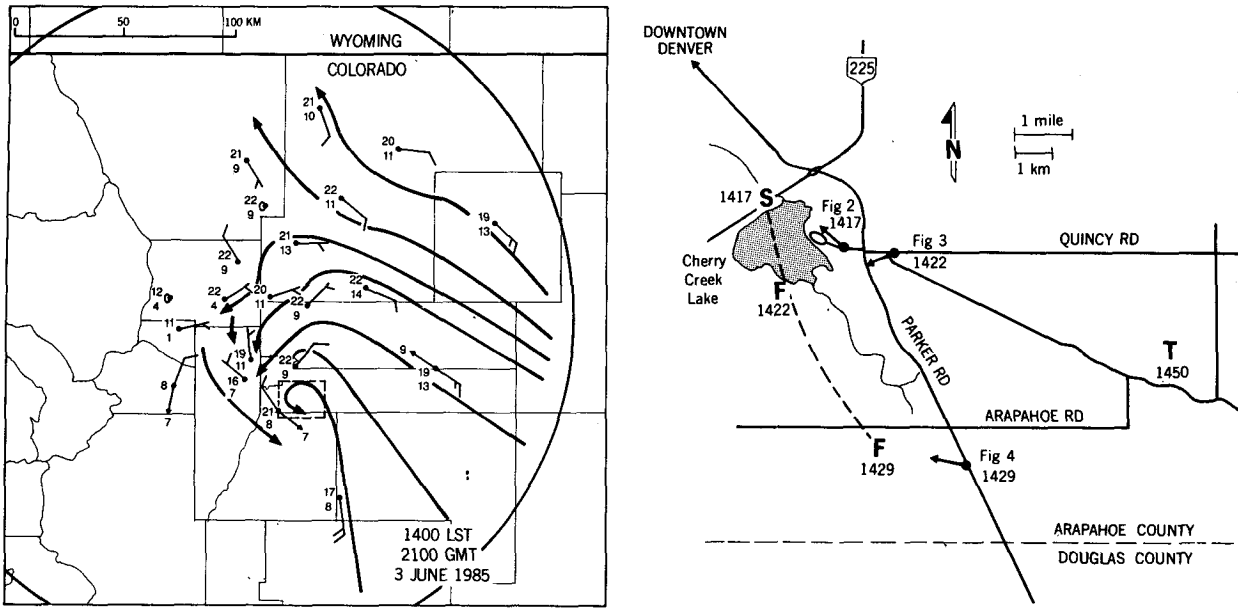 0 50 100 KM
WYOMING
COLORADO
21
10
20
11
21
9
22
9
22
11
19
13
21
13
22
9
12
4
22
4
20
11
22
9
22
14
11
1
19
11
16
7
22
9
9
19
13
8
7
21
8
7
17
8
1400 LST
2100 GMT
3 JUNE 1985
DOWNTOWN
DENVER
225
N
1 mile
1 km
1417 S
Fig 2
1417
Fig 3
1422
QUINCY RD
Cherry
Creek
Lake
F
1422
PARKER RD
T
1450
ARAPAHOE RD
F
1429
Fig 4
1429
ARAPAHOE COUNTY
DOUGLAS COUNTY